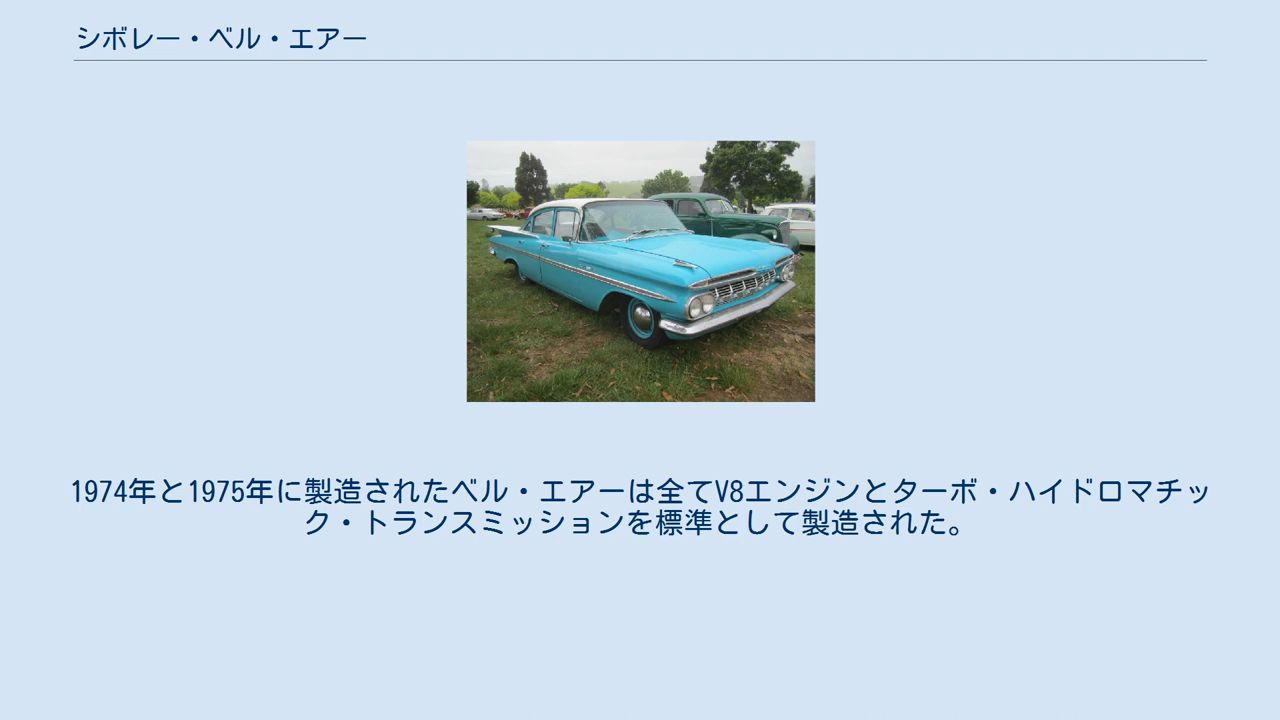 シボレー・ベル・エアー
1974年と1975年に製造されたベル・エアーは全てV8エンジンとターボ・ハイドロマチッ
ク・トランスミッションを標準として製造された。